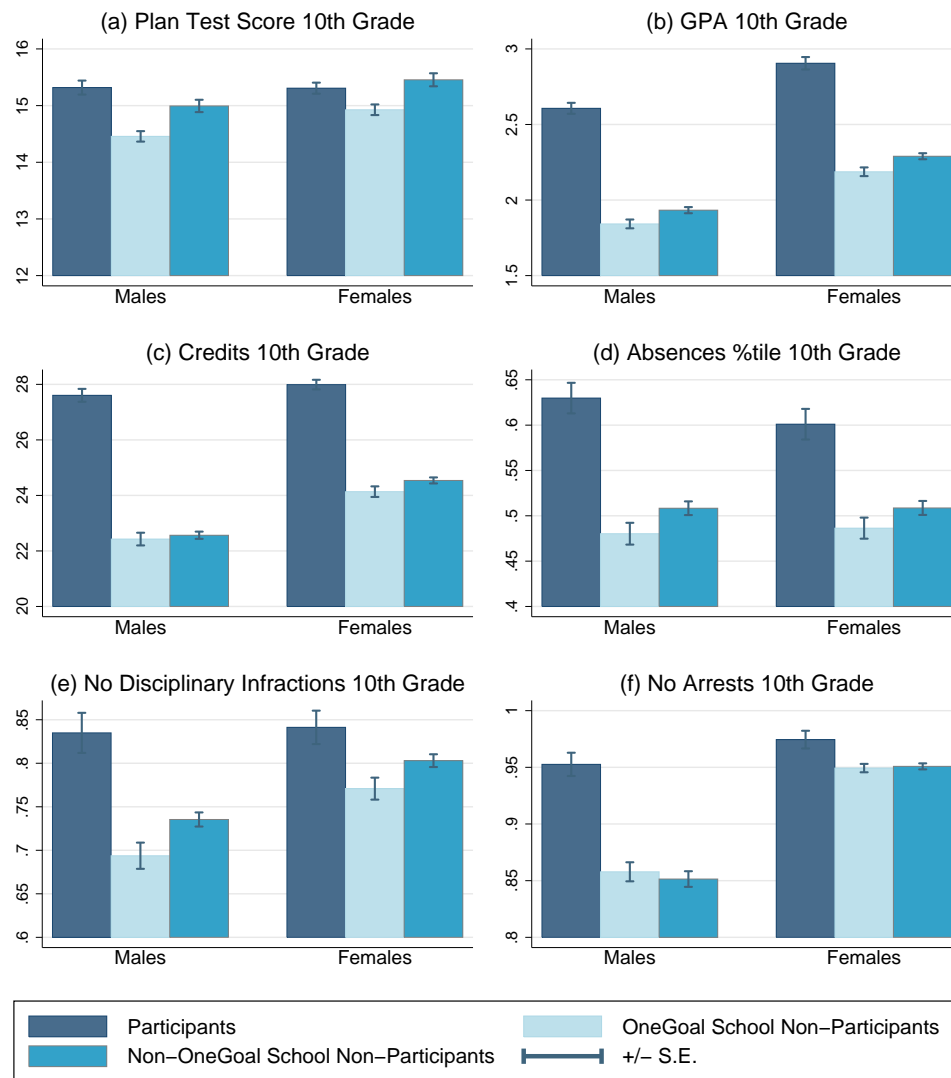 (a) Plan Test Score 10th Grade
16
15
14
13
12
Males
Females
(b) GPA 10th Grade
3
2.5
2
1.5
Males
Females
(c) Credits 10th Grade
28
26
24
22
20
Males
Females
(d) Absences %tile 10th Grade
.65
.6
.55
.5
.45
.4
Males
Females
(e) No Disciplinary Infractions 10th Grade
.85
.8
.75
.7
.65
.6
Males
Females
(f) No Arrests 10th Grade
1
.95
.9
.85
.8
Males
Females
Participants
OneGoal School Non−Participants
Non−OneGoal School Non−Participants
+/− S.E.